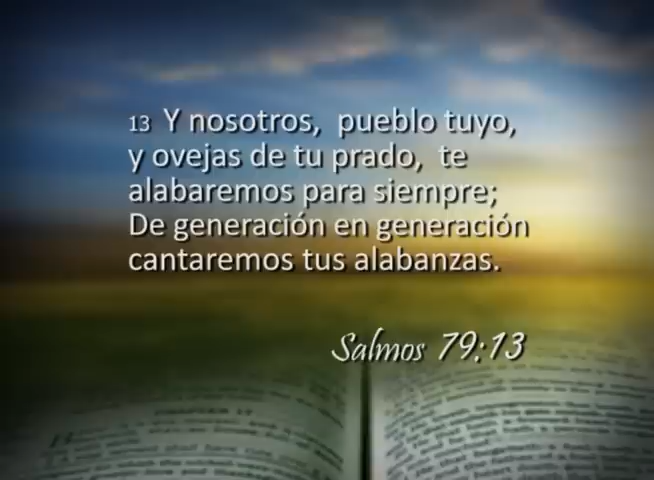 13 Y nosotros, pueblo tuyo,
y ovejas de tu prado, te
alabaremos para siempre;
De generación en generación
cantaremos tus alabanzas.
Salmos 79:13